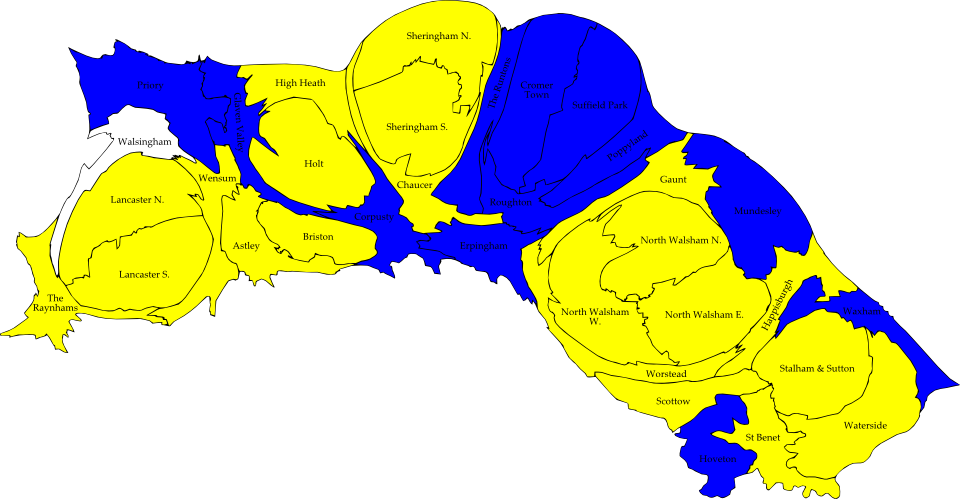 Sheringham N.
The Runtons
Cromer
Town
Suffield Park
Priory
High Heath
Sheringham S.
Walsingham
Poppyland
Holt
Wensum
Gaunt
Chaucer
Lancaster N.
Roughton
Mundesley
Corpusty
Briston
Astley
Erpingham
North Walsham N.
Lancaster S.
The
Raynhams
Happisburgh
North Walsham
W.
North Walsham E.
Waxham
Worstead
Stalham & Sutton
Scottow
Waterside
St Benet
Hoveton